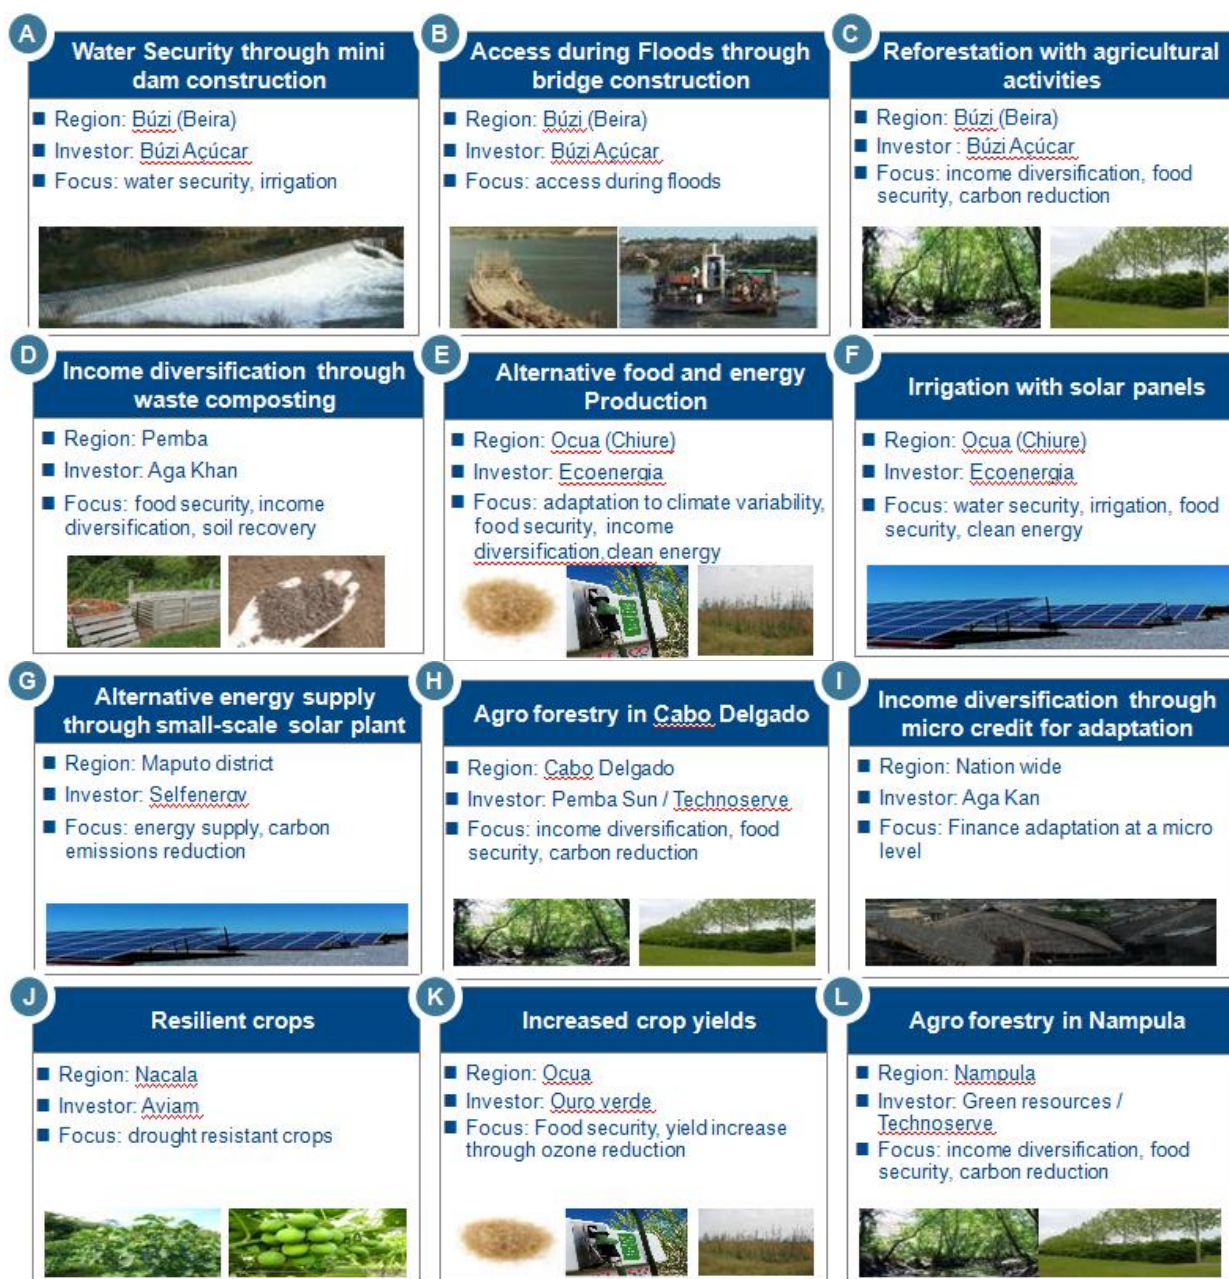 A
Water Security through mini
dam construction
Region: Búzi (Beira)
Investor: Búzi Açúcar
Focus: water security, irrigation
B
Access during Floods through
bridge construction
Region: Búzi (Beira)
Investor: Búzi Açúcar
Focus: access during floods
C
Reforestation with agricultural
activities
Region: Búzi (Beira)
Investor : Búzi Açúcar
Focus: income diversification, food
security, carbon reduction
D
Income diversification through
waste composting
Region: Pemba
Investor: Aga Khan
Focus: food security, income
diversification, soil recovery
E
Alternative food and energy
Production
Region: Ocua (Chiure)
Investor: Ecoenergia
Focus: adaptation to climate variability,
food security, income
diversification, clean energy
F
Irrigation with solar panels
Region: Ocua (Chiure)
Investor: Ecoenergia
Focus: water security, irrigation, food
security, clean energy
G
Alternative energy supply
through small-scale solar plant
Region: Maputo district
Investor: Selfenergy
Focus: energy supply, carbon
emissions reduction
H
Agro forestry in Cabo Delgado
Region: Cabo Delgado
Investor: Pemba Sun / Technoserve
Focus: income diversification, food
security, carbon reduction
I
Income diversification through
micro credit for adaptation
Region: Nation wide
Investor: Aga Kan
Focus: Finance adaptation at a micro
level
J
Resilient crops
Region: Nacala
Investor: Aviam
Focus: drought resistant crops
K
Increased crop yields
Region: Ocua
Investor: Ouro verde
Focus: Food security, yield increase
through ozone reduction
L
Agro forestry in Nampula
Region: Nampula
Investor: Green resources /
Technoserve
Focus: income diversification, food
security, carbon reduction